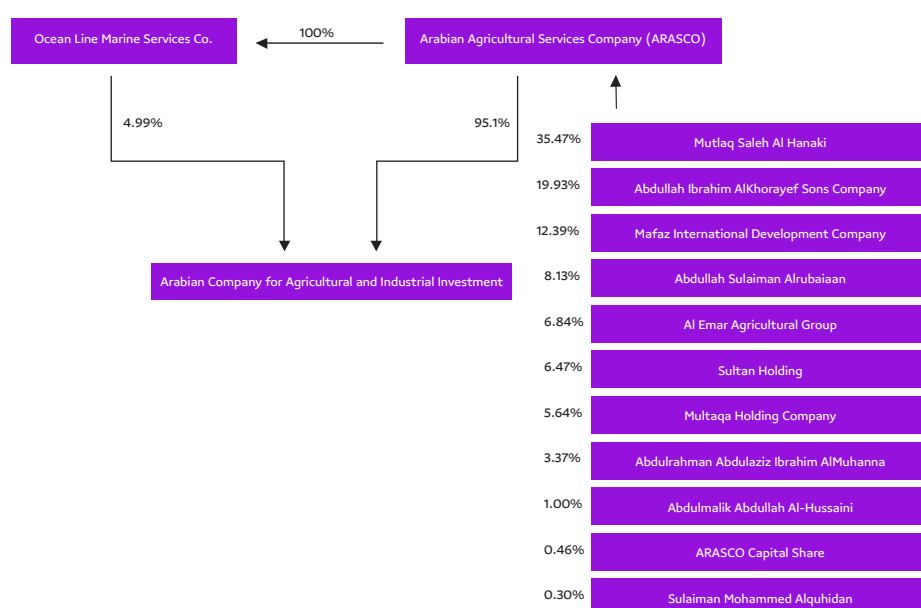 Ocean Line Marine Services Co.
100%
Arabian Agricultural Services Company (ARASCO)
4.99%
95.1%
35.47%
Mutlaq Saleh Al Hanaki
19.93%
Abdullah Ibrahim AlKhorayef Sons Company
12.39%
Mafaz International Development Company
8.13%
Abdullah Sulaiman Alrubaiaan
Arabian Company for Agricultural and Industrial Investment
6.84%
Al Emar Agricultural Group
6.47%
Sultan Holding
5.64%
Multaqa Holding Company
3.37%
Abdulrahman Abdulaziz Ibrahim AlMuhanna
1.00%
Abdulmalik Abdullah Al-Hussaini
0.46%
ARASCO Capital Share
0.30%
Sulaiman Mohammed Alquhidan